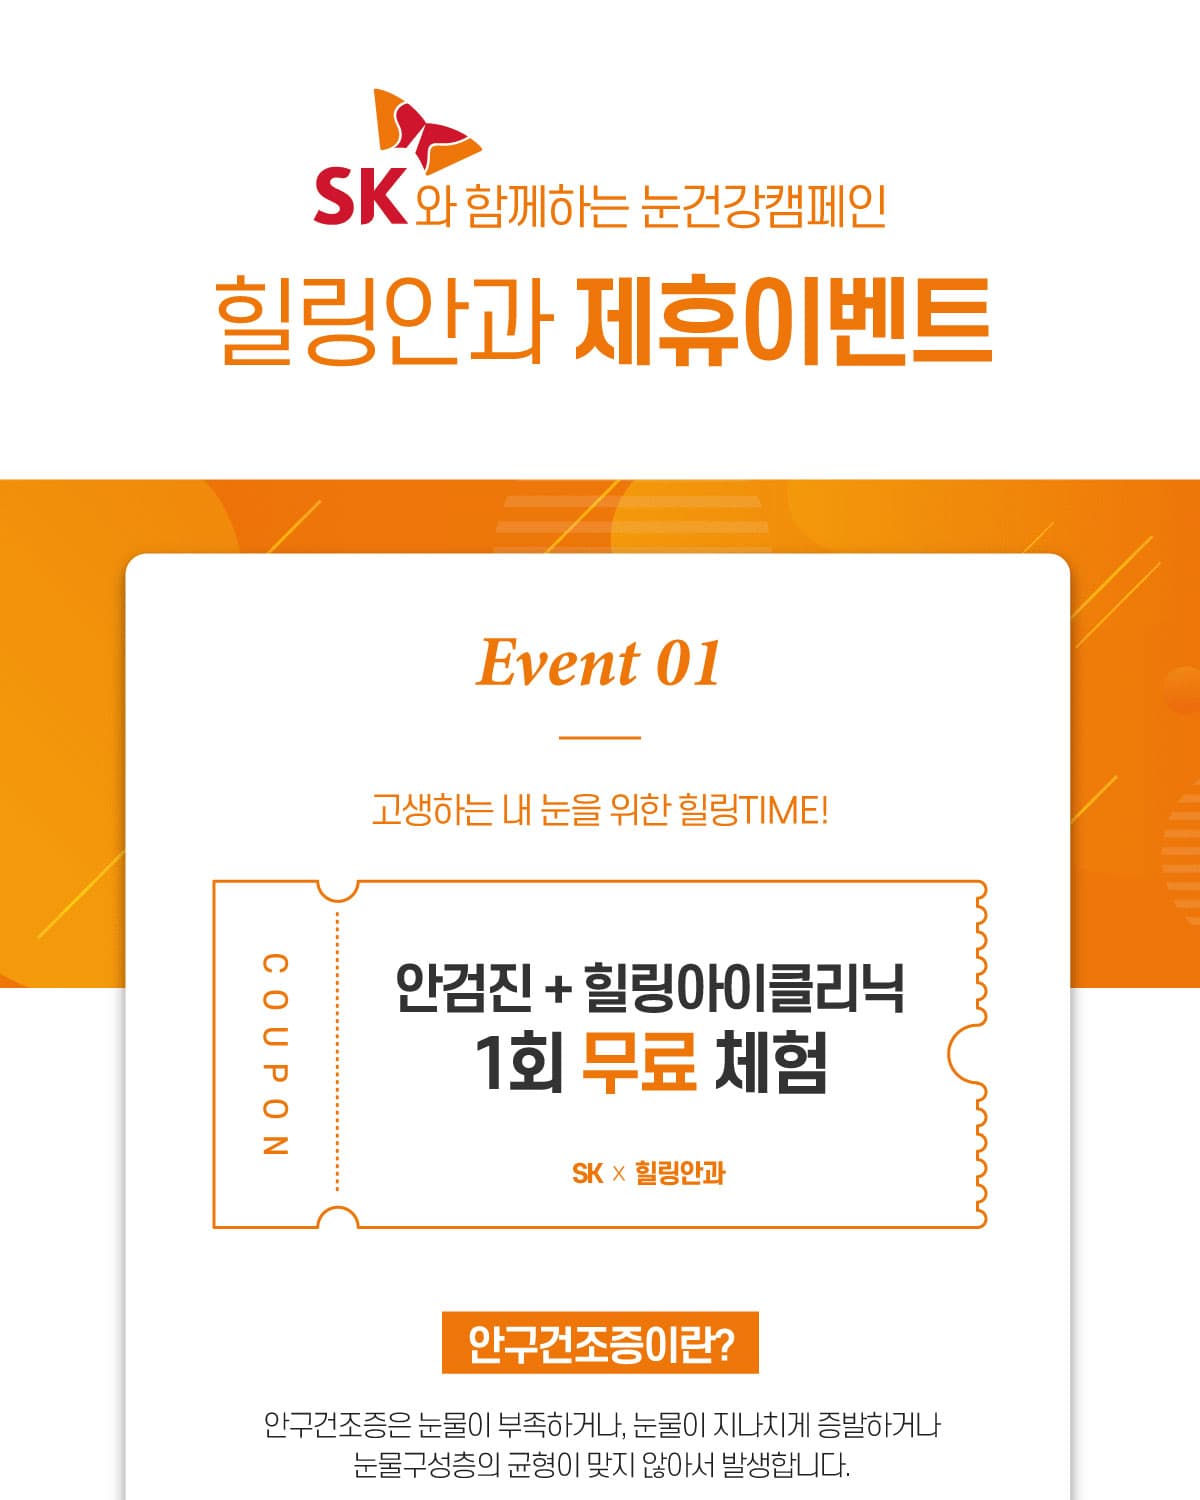 SK와 함께하는 눈건강캠페인
힐링안과 제휴이벤트
Event 01
고생하는 내 눈을 위한 힐링TIME!
COUPON
안검진 + 힐링아이클리닉
1회 무료 체험
SK x 힐링안과
안구건조증이란?
안구건조증은 눈물이 부족하거나, 눈물이 지나치게 증발하거나
눈물구성층의 균형이 맞지 않아서 발생합니다.